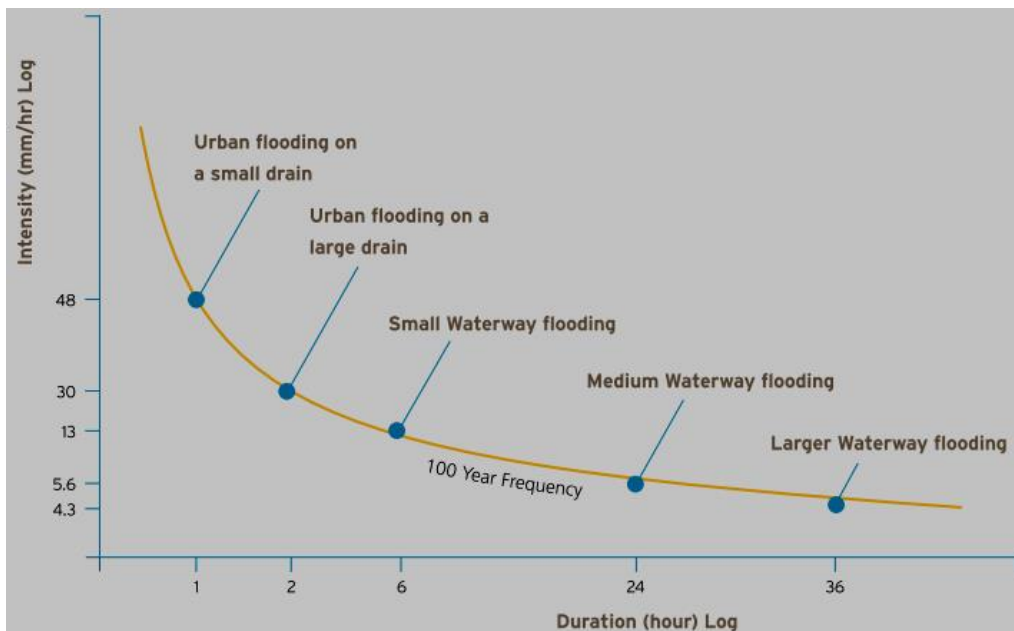 Intensity (mm/hr) Log
Urban flooding on
a small drain
Urban flooding on a
large drain
Small Waterway flooding
Medium Waterway flooding
Larger Waterway flooding
100 Year Frequency
48
30
13
5.6
4.3
1 2 6 24 36
Duration (hour) Log